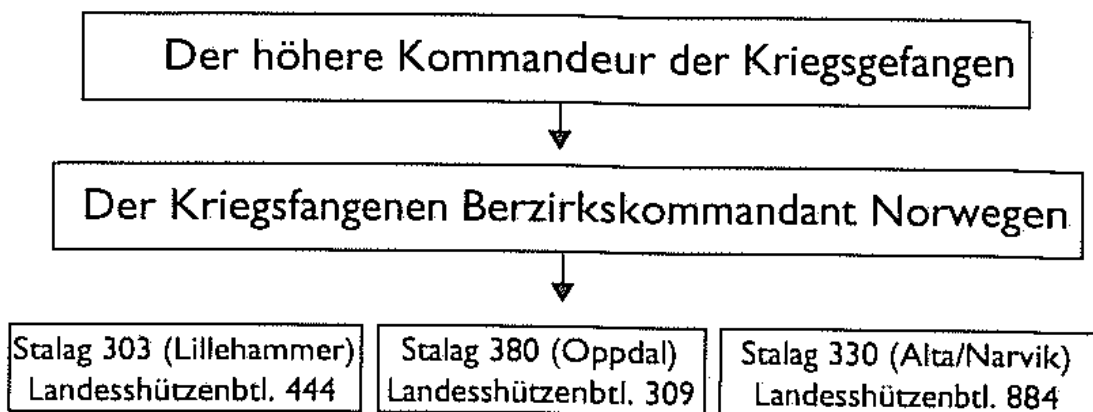 Der höhere Kommandeur der Kriegsgefangen
Der Kriegsfangenen Berzirkskommandant Norwegen
Stalag 303 (Lillehammer)
Landesshützenbtl. 444
Stalag 380 (Oppdal)
Landesshützenbtl. 309
Stalag 330 (Alta/Narvik)
Landesshützenbtl. 884